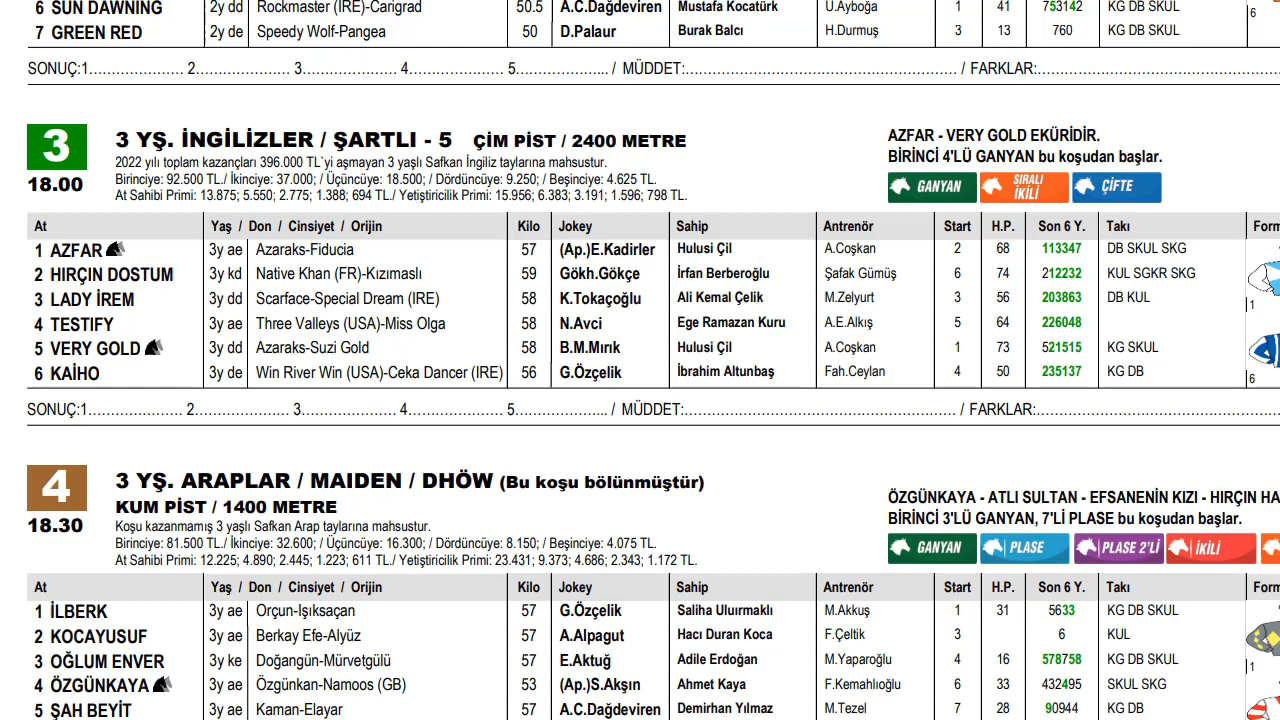 6 SUN DAWNING 2y dd Rockmaster (IRE)-Carigrad 50.5 A.C.Dağdeviren Mustafa Kocatürk U.Ayboğa 1 41 753142 KG DB SKUL
6
7 GREEN RED 2y de Speedy Wolf-Pangea 50 D.Palaur Burak Balcı H.Durmuş 3 13 760 KG DB SKUL
SONUÇ:1...................... 2...................... 3...................... 4...................... 5...................... / MÜDDET:.................................................................. / FARKLAR:..........................................................
3 3 YŞ. İNGİLİZLER / ŞARTLI - 5 ÇİM PİST / 2400 METRE
18.00
2022 yılı toplam kazançları 396.000 TL`yi aşmayan 3 yaşlı Safkan İngiliz taylarına mahsustur.
Birinciye: 92.500 TL./ İkinciye: 37.000; / Üçüncüye: 18.500; / Dördüncüye: 9.250; / Beşinciye: 4.625 TL.
At Sahibi Primi: 13.875; 5.550; 2.775; 1.388; 694 TL./ Yetiştiricilik Primi: 15.956; 6.383; 3.191; 1.596; 798 TL.
AZFAR - VERY GOLD EKÜRİDİR.
BİRİNCİ 4'LÜ GANYAN bu koşudan başlar.
GANYAN SIRALI İKİLİ ÇİFTE
At Yaş / Don / Cinsiyet / Orijin Kilo Jokey Sahip Antrenör Start H.P. Son 6 Y. Takı Form
1 AZFAR 3y ae Azaraks-Fiducia 57 (Ap.)E.Kadirler Hulusi Çil A.Coşkan 2 68 113347 DB SKUL SKG
2 HIRÇIN DOSTUM 3y kd Native Khan (FR)-Kızımaslı 59 Gökh.Gökçe İrfan Berberoğlu Şafak Gümüş 6 74 212232 KUL SGKR SKG
3 LADY İREM 3y dd Scarface-Special Dream (IRE) 58 K.Tokaçoğlu Ali Kemal Çelik M.Zelyurt 3 56 203863 DB KUL
1
4 TESTIFY 3y ae Three Valleys (USA)-Miss Olga 58 N.Avci Ege Ramazan Kuru A.E.Alkış 5 64 226048
5 VERY GOLD 3y dd Azaraks-Suzi Gold 58 B.M.Mırık Hulusi Çil A.Coşkan 1 73 521515 KG SKUL
6 KAİHO 3y de Win River Win (USA)-Ceka Dancer (IRE) 56 G.Özçelik İbrahim Altunbaş Fah.Ceylan 4 50 235137 KG DB
6
SONUÇ:1...................... 2...................... 3...................... 4...................... 5...................... / MÜDDET:.................................................................. / FARKLAR:..........................................................
4 3 YŞ. ARAPLAR / MAIDEN / DHÖW (Bu koşu bölünmüştür)
KUM PİST / 1400 METRE
18.30
Koşu kazanmamış 3 yaşlı Safkan Arap taylarına mahsustur.
Birinciye: 81.500 TL./ İkinciye: 32.600; / Üçüncüye: 16.300; / Dördüncüye: 8.150; / Beşinciye: 4.075 TL.
At Sahibi Primi: 12.225; 4.890; 2.445; 1.223; 611 TL./ Yetiştiricilik Primi: 23.431; 9.373; 4.686; 2.343; 1.172 TL.
ÖZGÜNKAYA - ATLI SULTAN - EFSANENİN KIZI - HIRÇIN HA
BİRİNCİ 3'LÜ GANYAN, 7'Lİ PLASE bu koşudan başlar.
GANYAN PLASE PLASE 2'Lİ İKİLİ
At Yaş / Don / Cinsiyet / Orijin Kilo Jokey Sahip Antrenör Start H.P. Son 6 Y. Takı Form
1 İLBERK 3y ae Orçun-Işıksaçan 57 G.Özçelik Saliha Uluırmaklı M.Akkuş 1 31 5633 KG DB SKUL
2 KOCAYUSUF 3y ae Berkay Efe-Alyüz 57 A.Alpagut Hacı Duran Koca F.Çeltik 3 6 KUL
3 OĞLUM ENVER 3y ke Doğangün-Mürvetgülü 57 E.Aktuğ Adile Erdoğan M.Yaparoğlu 4 16 578758 KG DB SKUL
1
4 ÖZGÜNKAYA 3y ae Özgünkan-Namoos (GB) 53 (Ap.)S.Akşın Ahmet Kaya F.Kemahlıoğlu 6 33 432495 SKUL SKG
5 ŞAH BEYİT 3y ae Kaman-Elayar 57 A.C.Dağdeviren Demirhan Yılmaz M.Tezel 7 28 90944 KG DB